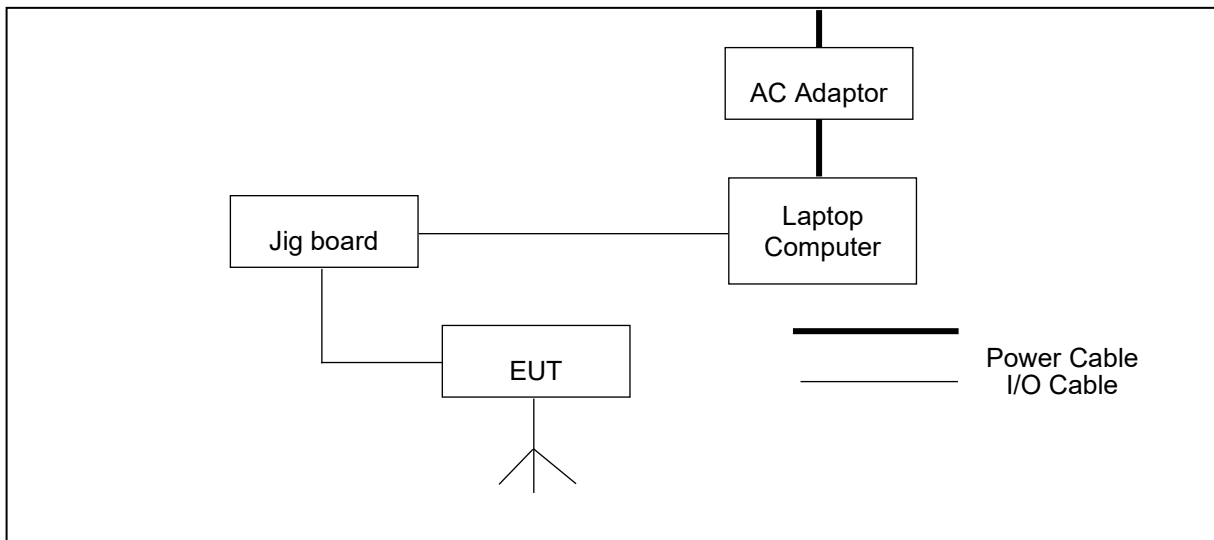 AC Adaptor
Laptop
Computer
Jig board
EUT
Power Cable
I/O Cable